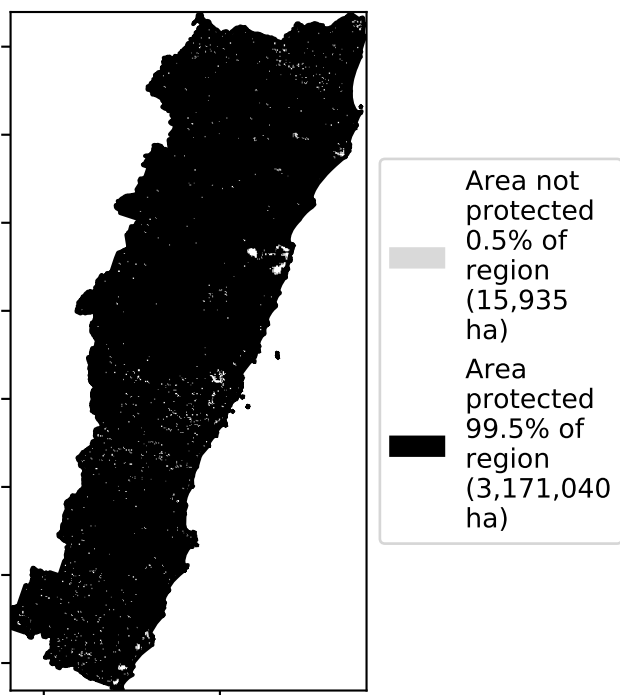 Area not
protected
0.5% of
region
(15,935
ha)
Area
protected
99.5% of
region
(3,171,040
ha)